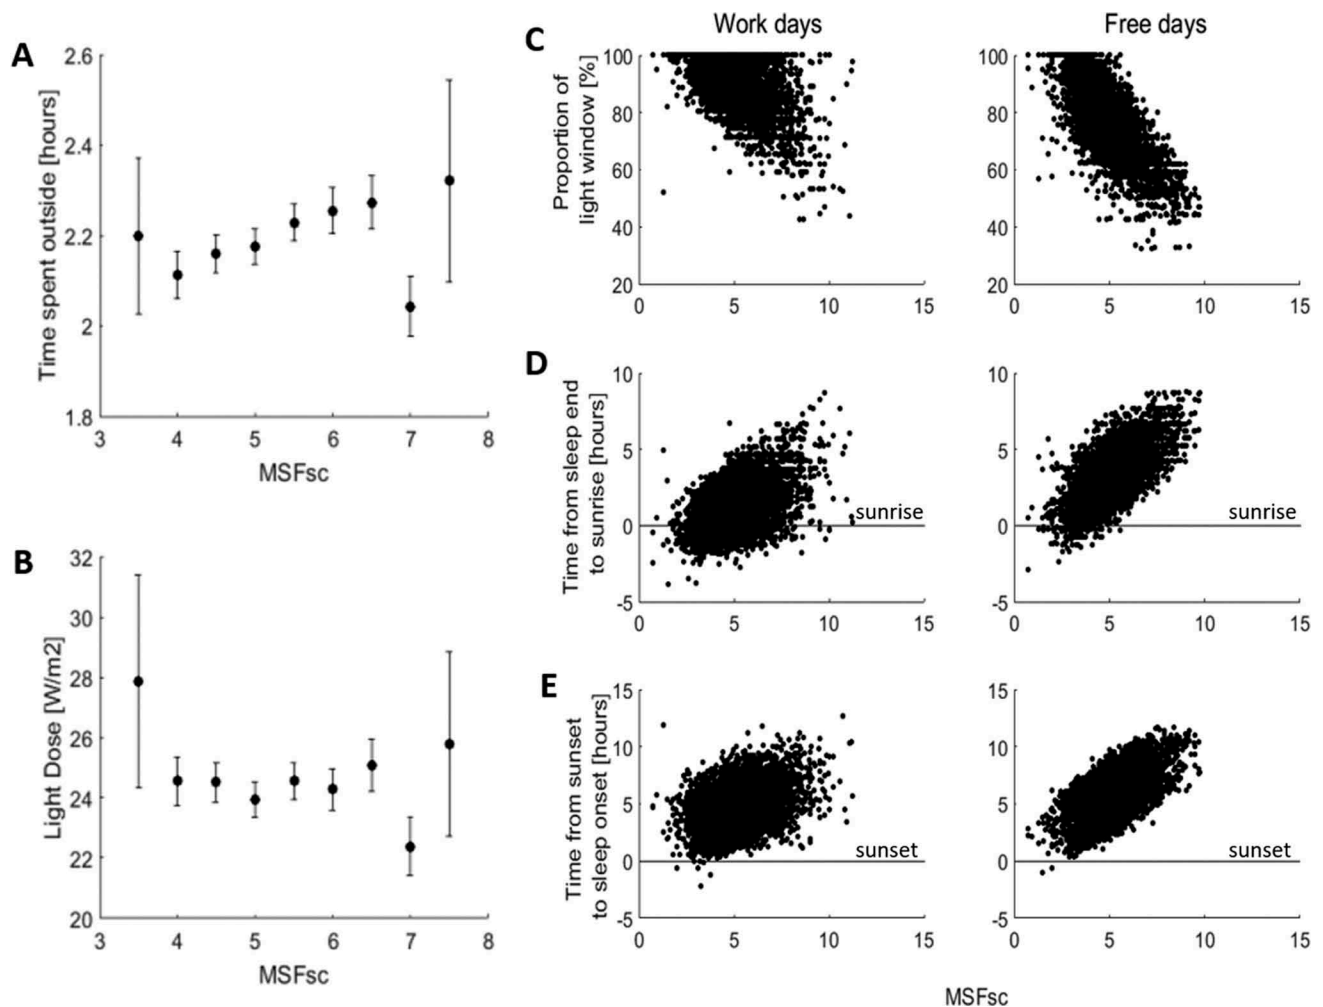 A
2.6
2.4
2.2
2
1.8
Time spent outside [hours]
3 4 5 6 7 8
MSFsc
B
32
30
28
26
24
22
20
Light Dose [W/m2]
3 4 5 6 7 8
MSFsc
Work days
Free days
C
Proportion of
light window [%]
100
80
60
40
20
0 5 10 15
100
80
60
40
20
0 5 10 15
D
Time from sleep end
to sunrise [hours]
10
5
0
-5
sunrise
0 5 10 15
10
5
0
-5
sunrise
0 5 10 15
E
Time from sunset
to sleep onset [hours]
15
10
5
0
-5
sunset
0 5 10 15
15
10
5
0
-5
sunset
0 5 10 15
MSFsc